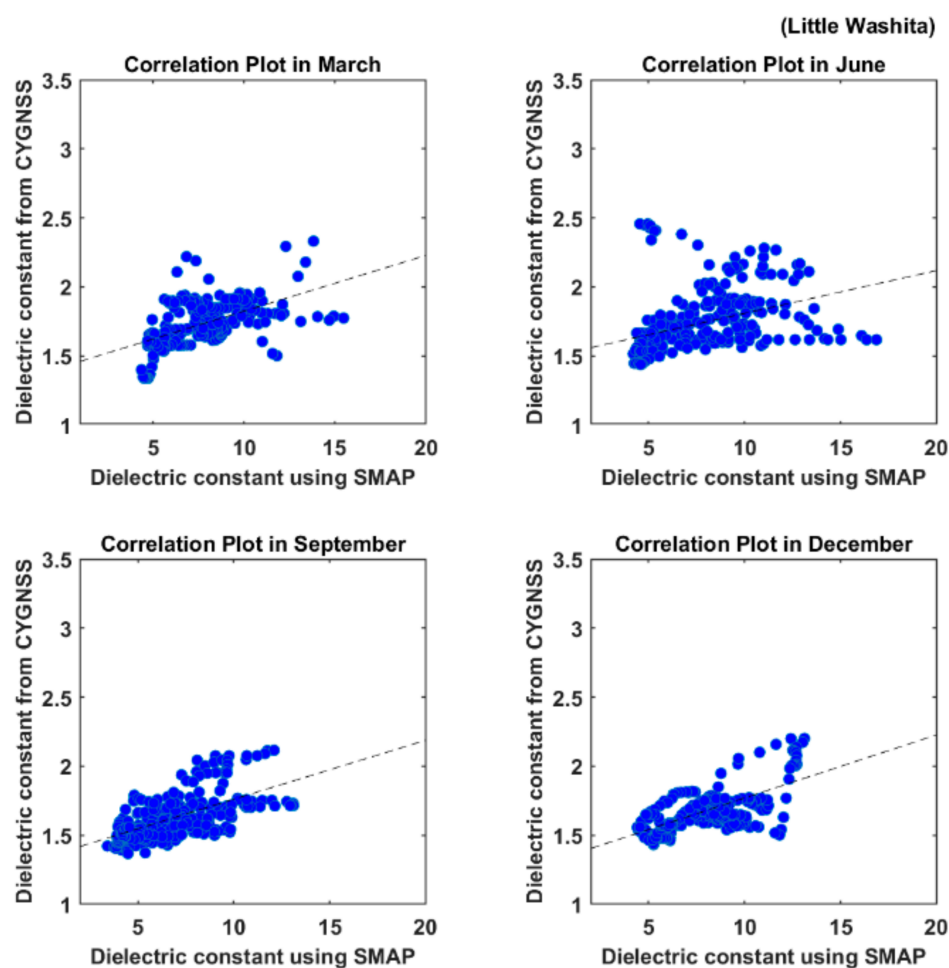 (Little Washita)
Correlation Plot in March
Dielectric constant from CYGNSS
3.5
3
2.5
2
1.5
1
5 10 15 20
Dielectric constant using SMAP
Correlation Plot in June
Dielectric constant from CYGNSS
3.5
3
2.5
2
1.5
1
5 10 15 20
Dielectric constant using SMAP
Correlation Plot in September
Dielectric constant from CYGNSS
3.5
3
2.5
2
1.5
1
5 10 15 20
Dielectric constant using SMAP
Correlation Plot in December
Dielectric constant from CYGNSS
3.5
3
2.5
2
1.5
1
5 10 15 20
Dielectric constant using SMAP